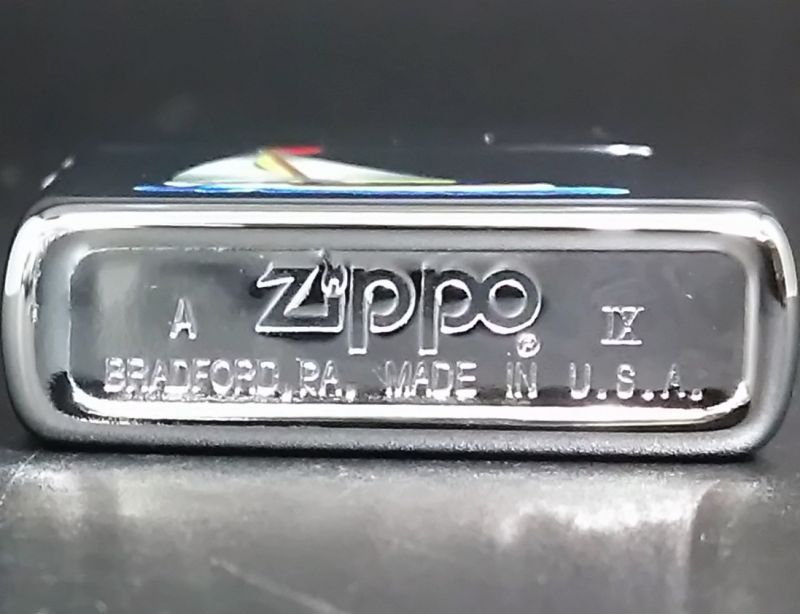 A Zippo® IX
BRADFORD, PA. MADE IN U.S.A.